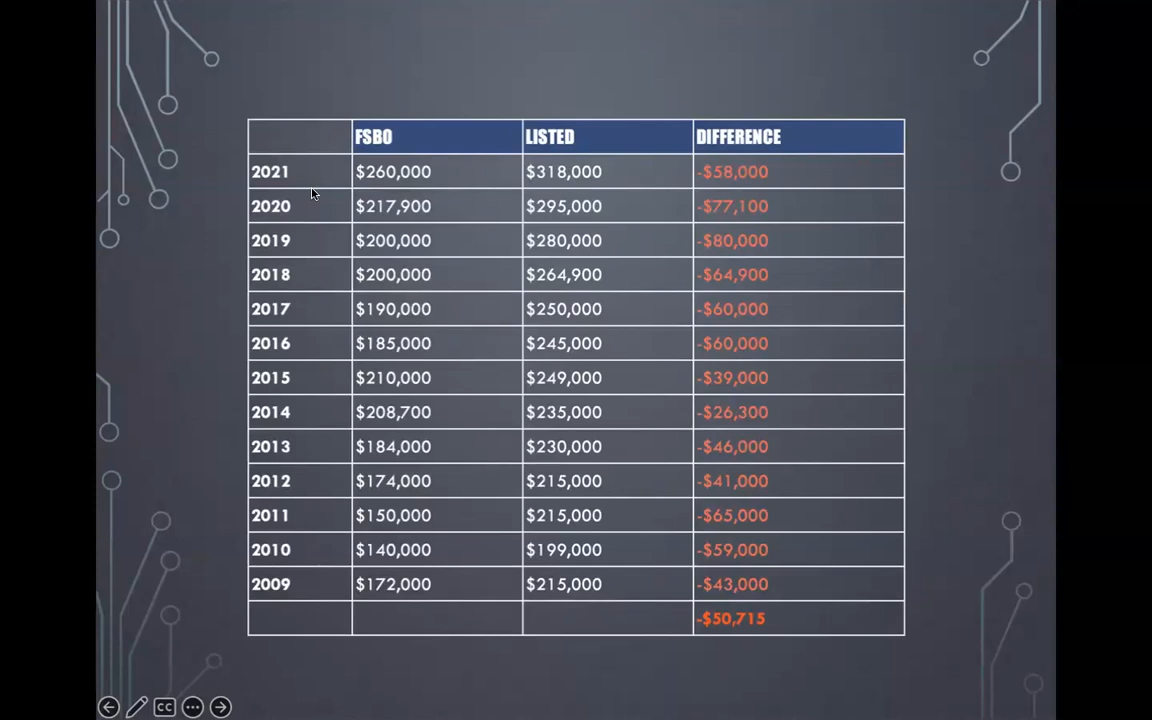 FSBO LISTED DIFFERENCE
2021 $260,000 $318,000 -$58,000
2020 $217,900 $295,000 -$77,100
2019 $200,000 $280,000 -$80,000
2018 $200,000 $264,900 -$64,900
2017 $190,000 $250,000 -$60,000
2016 $185,000 $245,000 -$60,000
2015 $210,000 $249,000 -$39,000
2014 $208,700 $235,000 -$26,300
2013 $184,000 $230,000 -$46,000
2012 $174,000 $215,000 -$41,000
2011 $150,000 $215,000 -$65,000
2010 $140,000 $199,000 -$59,000
2009 $172,000 $215,000 -$43,000
-$50,715
CC